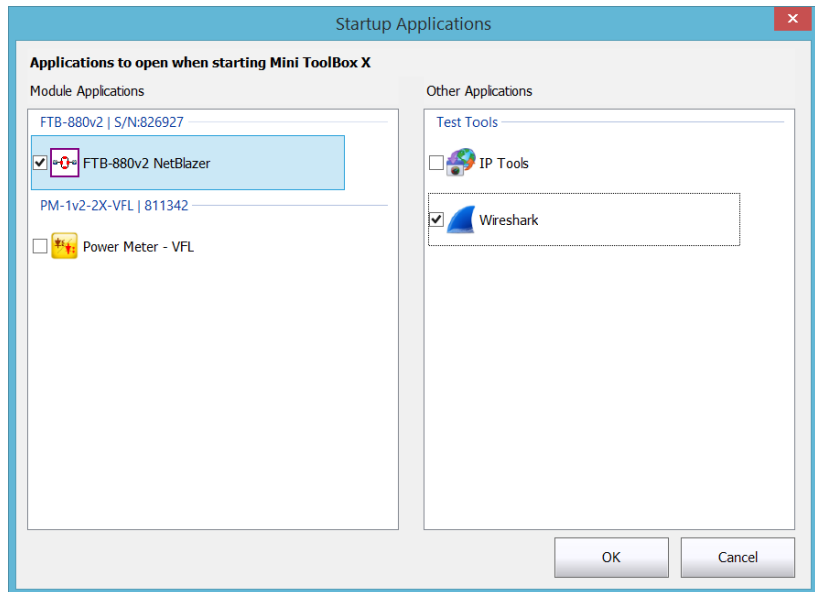 Startup Applications
Applications to open when starting Mini ToolBox X
Module Applications
FTB-880v2 | S/N:826927
FTB-880v2 NetBlazer
PM-1v2-2X-VFL | 811342
Power Meter - VFL
Other Applications
Test Tools
IP Tools
Wireshark
OK
Cancel